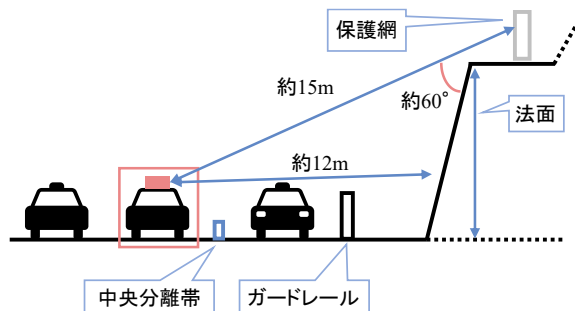 保護網
約15m
約60°
法面
約12m
中央分離帯
ガードレール